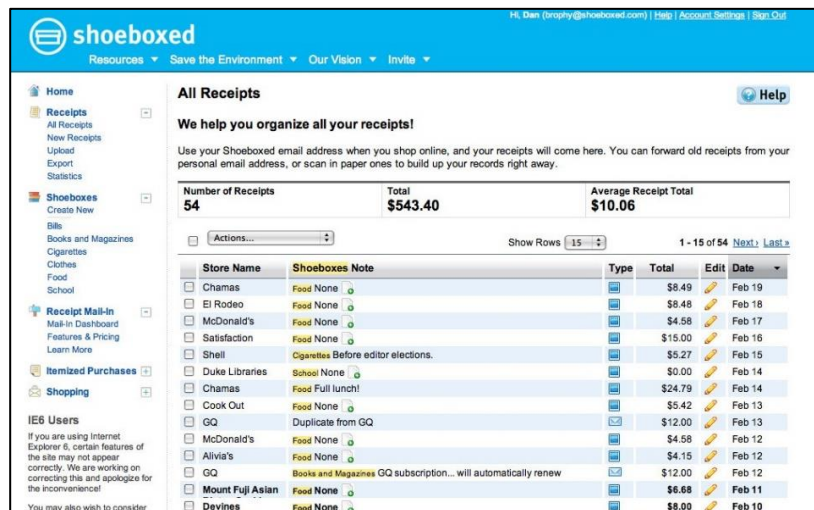 Hi, Dan (brophy@shoeboxed.com) | Help | Account Settings | Sign Out
shoeboxed
Resources Save the Environment Our Vision Invite
Home
Receipts
All Receipts
New Receipts
Upload
Export
Statistics
Shoeboxes
Create New
Bills
Books and Magazines
Cigarettes
Clothes
Food
School
Receipt Mail-In
Mail-In Dashboard
Features & Pricing
Learn More
Itemized Purchases
Shopping
IE6 Users
If you are using Internet
Explorer 6, certain features of
the site may not appear
correctly. We are working on
correcting this and apologize for
the inconvenience!
You may also wish to consider
All Receipts
Help
We help you organize all your receipts!
Use your Shoeboxed email address when you shop online, and your receipts will come here. You can forward old receipts from your
personal email address, or scan in paper ones to build up your records right away.
Number of Receipts Total Average Receipt Total
54 $543.40 $10.06
Actions... Show Rows 15 1 - 15 of 54 Next › Last »
Store Name Shoeboxes Note Type Total Edit Date
Chamas Food None $8.49 Feb 19
El Rodeo Food None $8.48 Feb 18
McDonald's Food None $4.58 Feb 17
Satisfaction Food None $15.00 Feb 16
Shell Cigarettes Before editor elections. $5.27 Feb 15
Duke Libraries School None $0.00 Feb 14
Chamas Food Full lunch! $24.79 Feb 14
Cook Out Food None $5.42 Feb 13
GQ Duplicate from GQ $12.00 Feb 13
McDonald's Food None $4.58 Feb 12
Alivia's Food None $4.15 Feb 12
GQ Books and Magazines GQ subscription... will automatically renew $12.00 Feb 12
Mount Fuji Asian Food None $6.68 Feb 11
Devines Food None $8.00 Feb 10